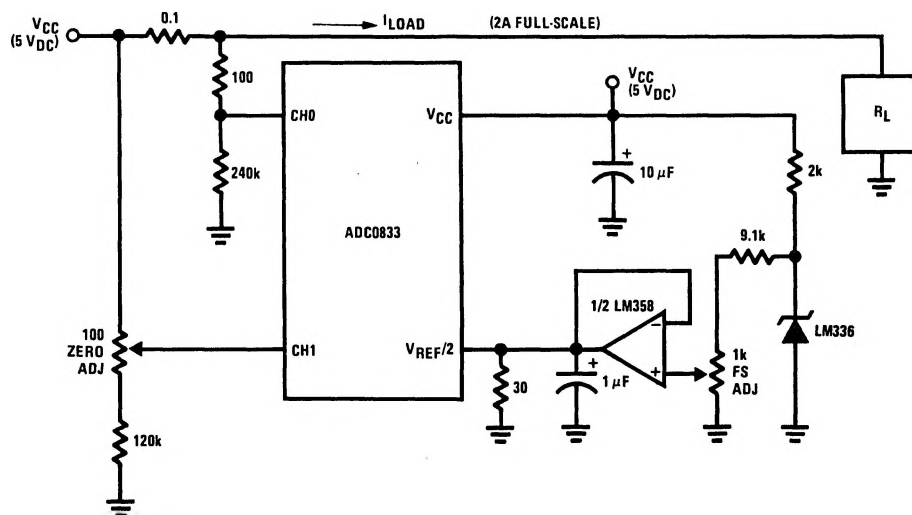 VCC
(5 VDC)
0.1
ILOAD
(2A FULL-SCALE)
100
240k
CH0
VCC
ADC0833
CH1
VREF/2
VCC
(5 VDC)
10 µF
2k
RL
9.1k
LM336
1/2 LM358
−
+
1k
FS
ADJ
+
1 µF
30
+
100
ZERO
ADJ
120k